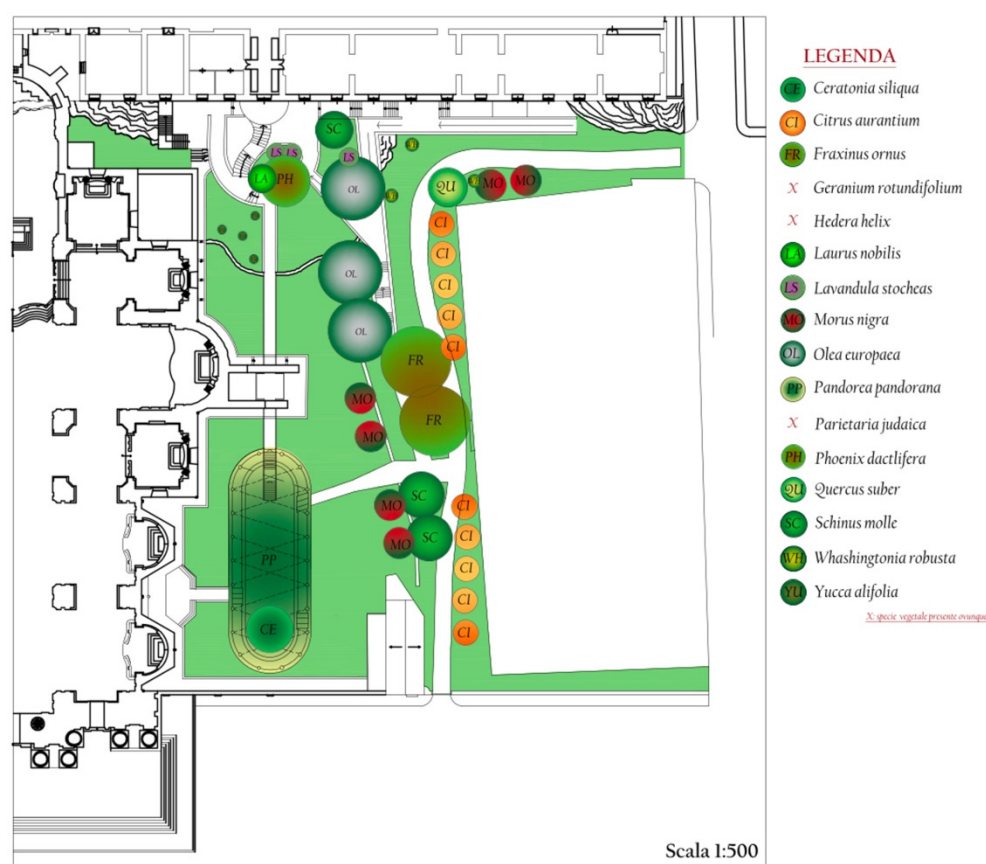 SC
LS LS
LS
WH
LA
PH
OL
QU
MO
MO
CI
CI
OL
CI
CI
OL
CI
FR
MO
FR
MO
SC
MO
CI
SC
MO
CI
PP
CI
CI
CE
CI
Scala 1:500
LEGENDA
CE Ceratonia siliqua
CI Citrus aurantium
FR Fraxinus ornus
X Geranium rotundifolium
X Hedera helix
LA Laurus nobilis
LS Lavandula stocheas
MO Morus nigra
OL Olea europaea
PP Pandorea pandorana
X Parietaria judaica
PH Phoenix dactlifera
QU Quercus suber
SC Schinus molle
WH Whashingtonia robusta
YU Yucca alifolia
X: specie vegetale presente ovunque